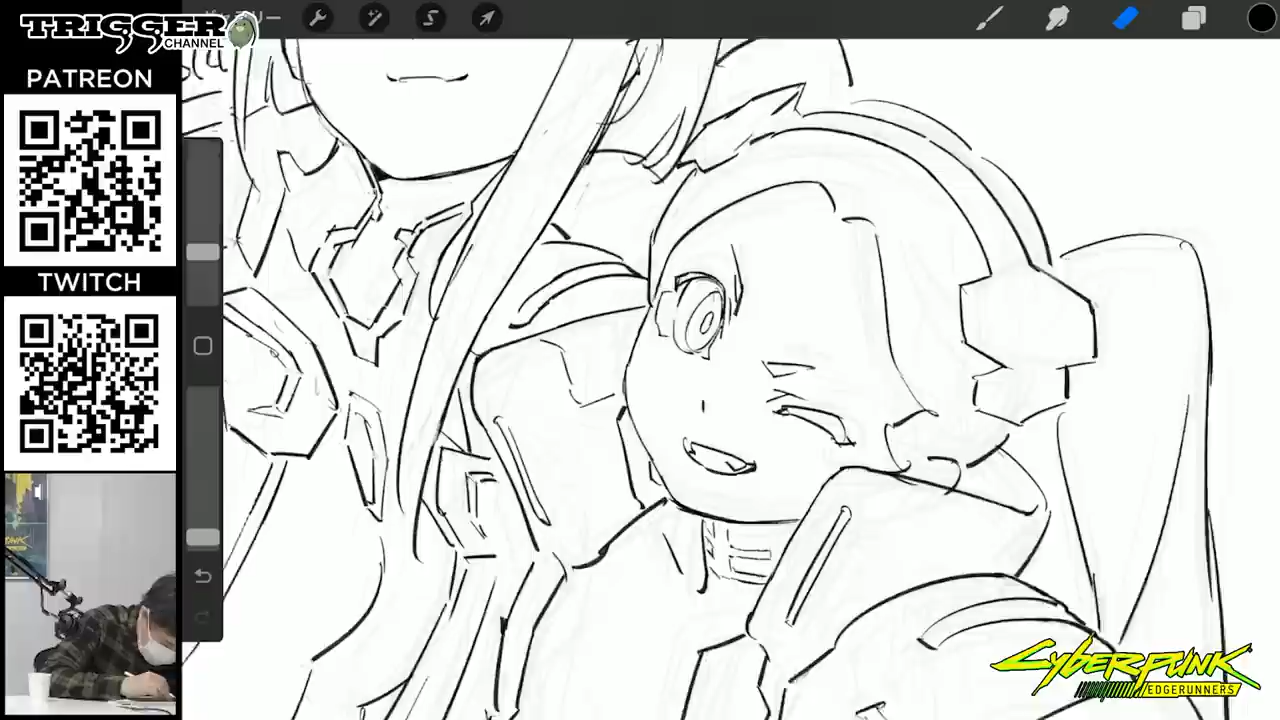 TRIGGER
CHANNEL
PATREON
TWITCH
CYBERPUNK
EDGERUNNERS